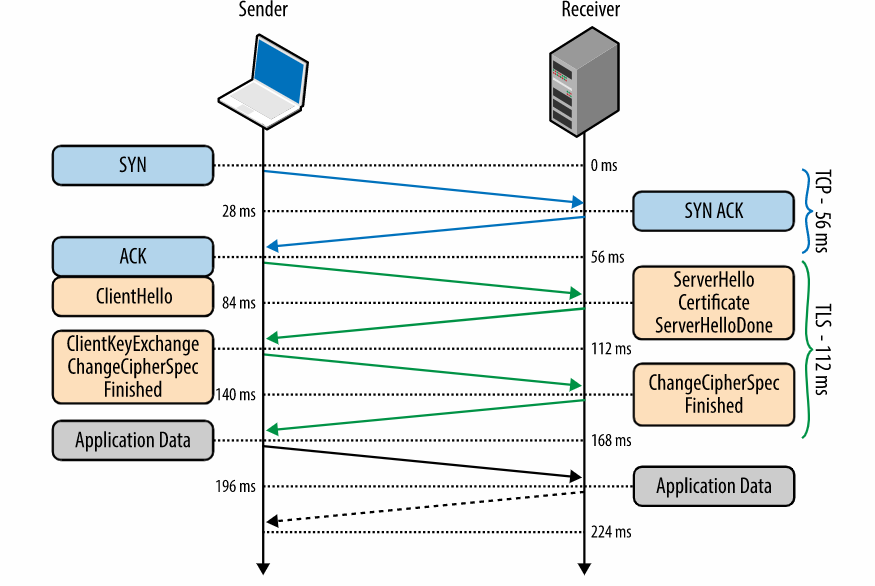 Sender
Receiver
SYN
0 ms
28 ms
SYN ACK
TCP - 56 ms
ACK
56 ms
ClientHello
84 ms
ServerHello
Certificate
ServerHelloDone
TLS - 112 ms
ClientKeyExchange
ChangeCipherSpec
Finished
112 ms
140 ms
ChangeCipherSpec
Finished
Application Data
168 ms
196 ms
Application Data
224 ms